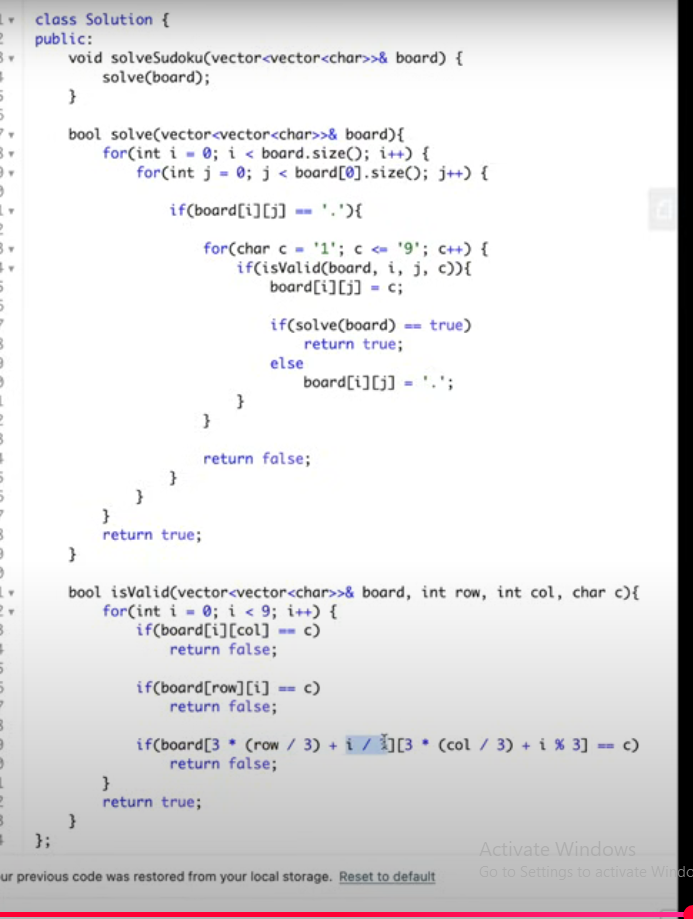 class Solution {
public:
void solveSudoku(vector<vector<char>>& board) {
solve(board);
}
bool solve(vector<vector<char>>& board){
for(int i = 0; i < board.size(); i++) {
for(int j = 0; j < board[0].size(); j++) {
if(board[i][j] == '.'){
for(char c = '1'; c <= '9'; c++) {
if(isValid(board, i, j, c)){
board[i][j] = c;
if(solve(board) == true)
return true;
else
board[i][j] = '.';
}
}
return false;
}
}
}
return true;
}
bool isValid(vector<vector<char>>& board, int row, int col, char c){
for(int i = 0; i < 9; i++) {
if(board[i][col] == c)
return false;
if(board[row][i] == c)
return false;
if(board[3 * (row / 3) + i / 3][3 * (col / 3) + i % 3] == c)
return false;
}
return true;
}
};
Activate Windows
ur previous code was restored from your local storage. Reset to default
Go to Settings to activate Windo